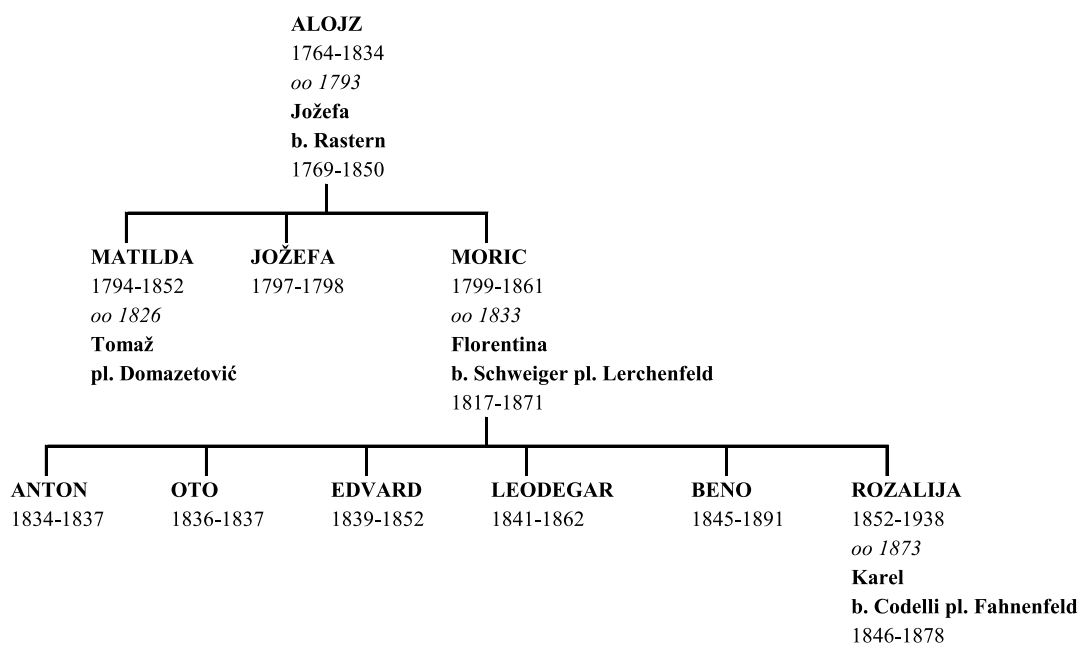 ALOJZ
1764-1834
oo 1793
Jožefa
b. Rastern
1769-1850
MATILDA
1794-1852
oo 1826
Tomaž
pl. Domazetović
JOŽEFA
1797-1798
MORIC
1799-1861
oo 1833
Florentina
b. Schweiger pl. Lerchenfeld
1817-1871
ANTON
1834-1837
OTO
1836-1837
EDVARD
1839-1852
LEODEGAR
1841-1862
BENO
1845-1891
ROZALIJA
1852-1938
oo 1873
Karel
b. Codelli pl. Fahnenfeld
1846-1878